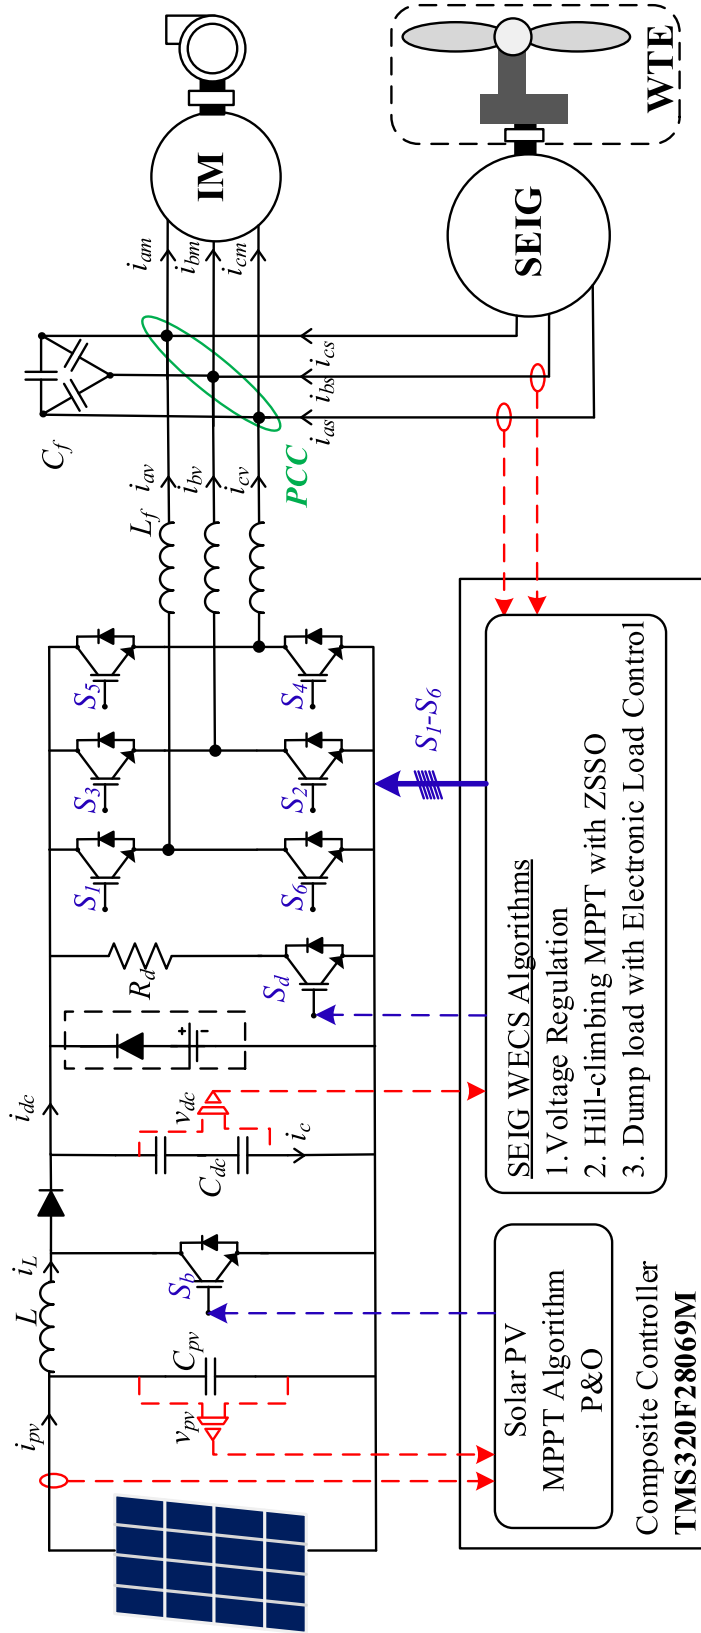 i_pv
v_pv
C_pv
L
i_L
S_b
i_dc
v_dc
C_dc
i_c
+
-
R_d
S_d
S_1
S_3
S_5
S_6
S_2
S_4
L_f
i_av
i_bv
i_cv
PCC
C_f
i_am
i_bm
i_cm
i_as
i_bs
i_cs
IM
SEIG
WTE
S_1-S_6
Solar PV
MPPT Algorithm
P&O
SEIG WECS Algorithms
1. Voltage Regulation
2. Hill-climbing MPPT with ZSSO
3. Dump load with Electronic Load Control
Composite Controller
TMS320F28069M